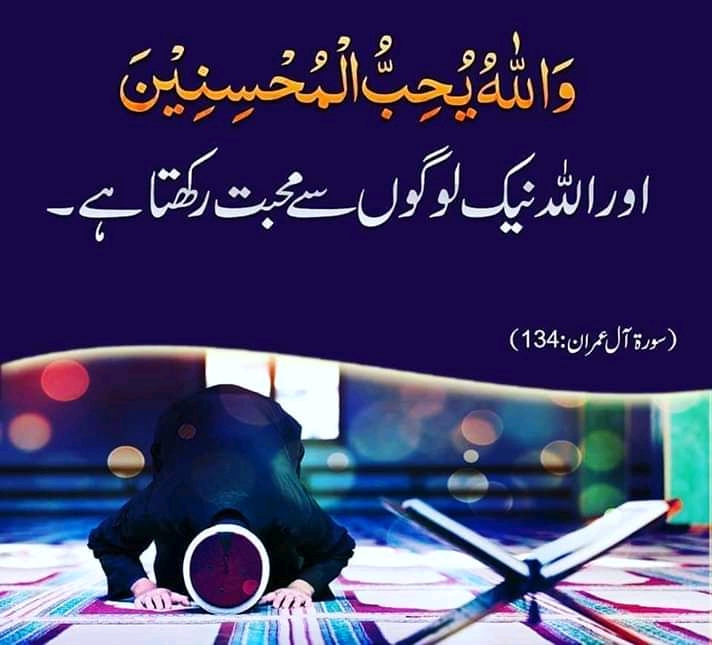 وَاللّٰهُ يُحِبُّ الْمُحْسِنِيْنَ
اور اللہ نیک لوگوں سے محبت رکھتا ہے۔
(سورۃ آل عمران:134)